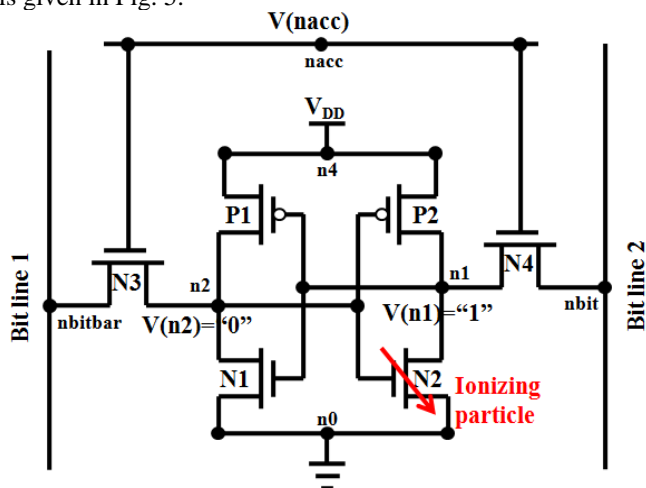 is given in Fig. 3.
V(nacc)
nacc
VDD
n4
P1
P2
N3
N4
n2
n1
nbitbar
V(n2)=“0”
V(n1)=“1”
nbit
Bit line 1
Bit line 2
N1
N2
Ionizing
particle
n0